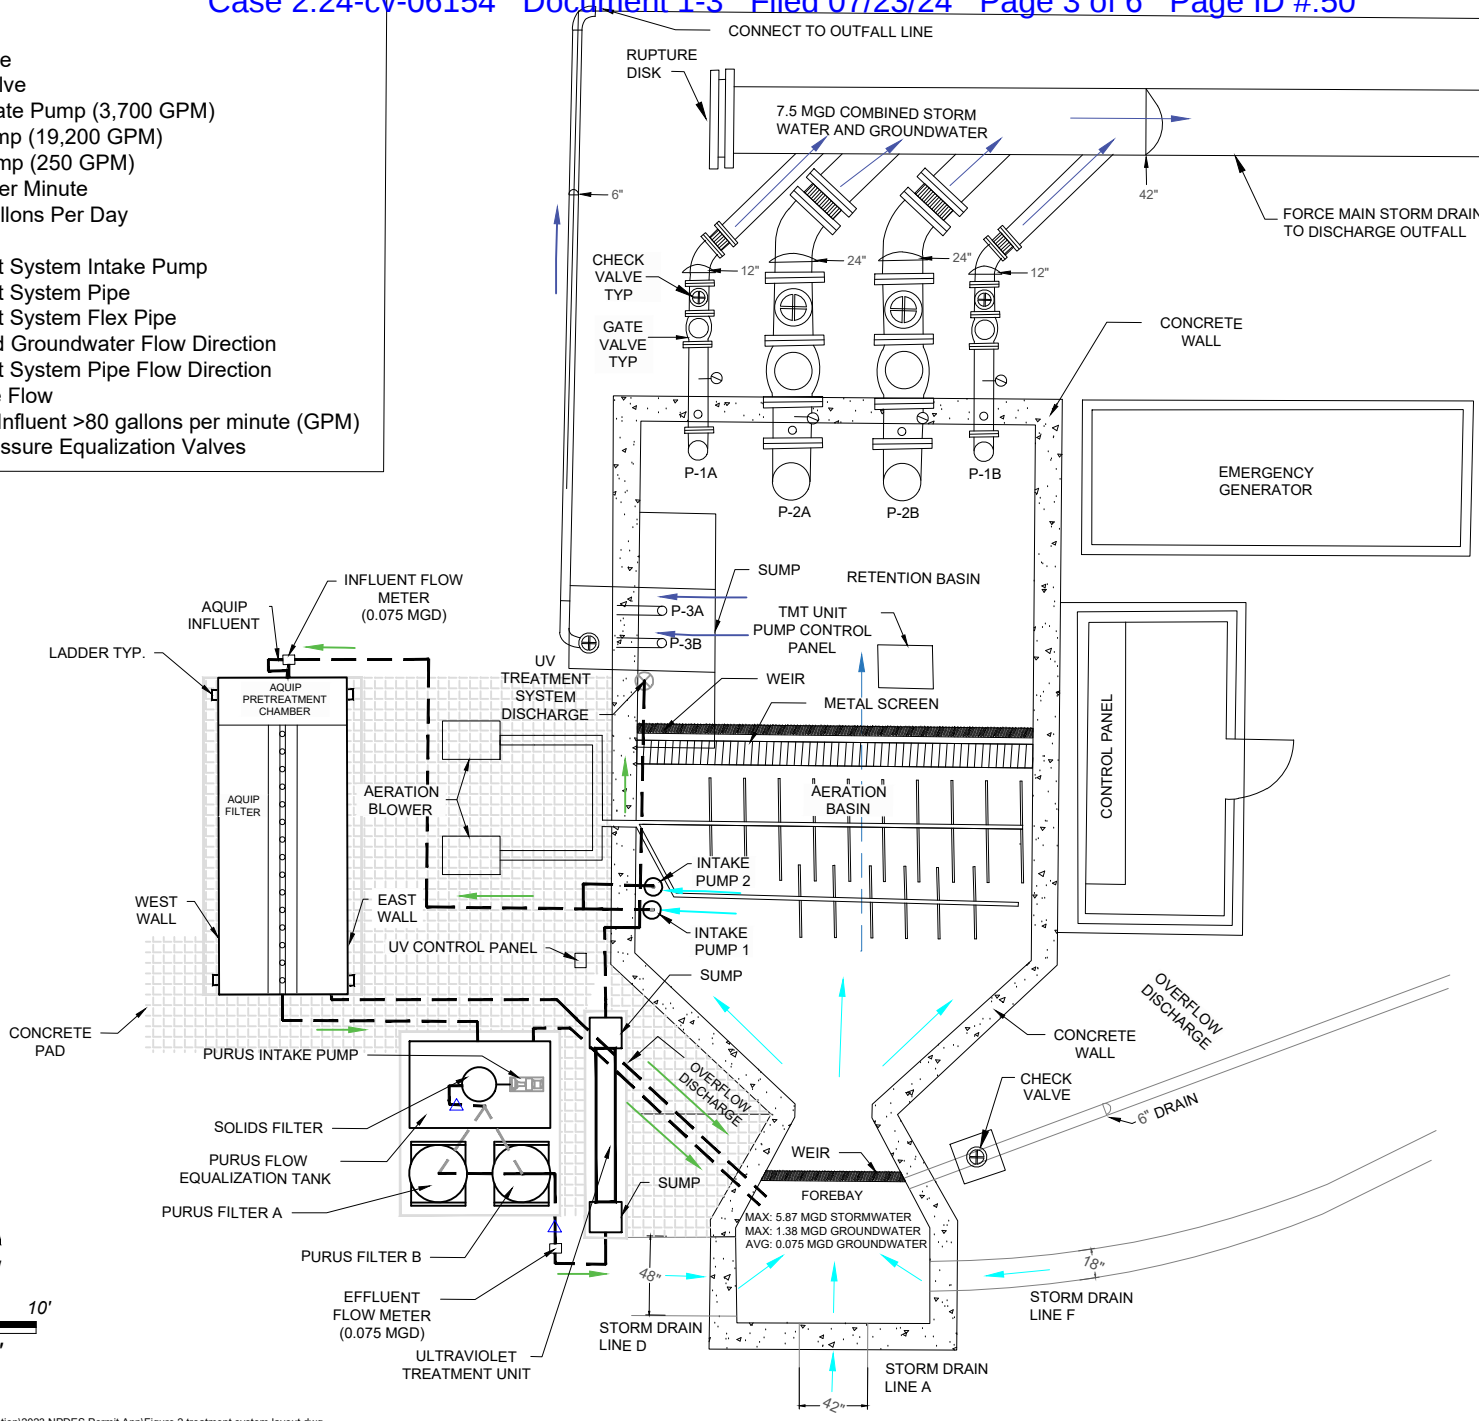 Case 2:24-cv-06154 Document 1-3 Filed 07/23/24 Page 3 of 6 Page ID #:50
Pump (3,700 GPM)
(19,200 GPM)
(250 GPM)
Minute
Per Day
System Intake Pump
System Pipe
System Flex Pipe
Groundwater Flow Direction
System Pipe Flow Direction
Flow
Influent >80 gallons per minute (GPM)
Equalization Valves
CONNECT TO OUTFALL LINE
RUPTURE
DISK
7.5 MGD COMBINED STORM
WATER AND GROUNDWATER
6"
42"
FORCE MAIN STORM DRAIN
TO DISCHARGE OUTFALL
CHECK
VALVE
TYP
12"
24"
24"
12"
GATE
VALVE
TYP
CONCRETE
WALL
P-1A
P-2A
P-2B
P-1B
EMERGENCY
GENERATOR
SUMP
RETENTION BASIN
P-3A
P-3B
TMT UNIT
PUMP CONTROL
PANEL
INFLUENT FLOW
METER
(0.075 MGD)
AQUIP
INFLUENT
LADDER TYP.
AQUIP
PRETREATMENT
CHAMBER
UV
TREATMENT
SYSTEM
DISCHARGE
WEIR
METAL SCREEN
AQUIP
FILTER
AERATION
BLOWER
AERATION
BASIN
CONTROL PANEL
INTAKE
PUMP 2
WEST
WALL
EAST
WALL
INTAKE
PUMP 1
UV CONTROL PANEL
SUMP
OVERFLOW
DISCHARGE
CONCRETE
PAD
CONCRETE
WALL
PURUS INTAKE PUMP
OVERFLOW
DISCHARGE
CHECK
VALVE
6" DRAIN
SOLIDS FILTER
PURUS FLOW
EQUALIZATION TANK
WEIR
SUMP
FOREBAY
PURUS FILTER A
MAX: 5.87 MGD STORMWATER
MAX: 1.38 MGD GROUNDWATER
AVG: 0.075 MGD GROUNDWATER
PURUS FILTER B
48"
18"
EFFLUENT
FLOW METER
(0.075 MGD)
STORM DRAIN
LINE F
STORM DRAIN
LINE D
10'
ULTRAVIOLET
TREATMENT UNIT
STORM DRAIN
LINE A
42"